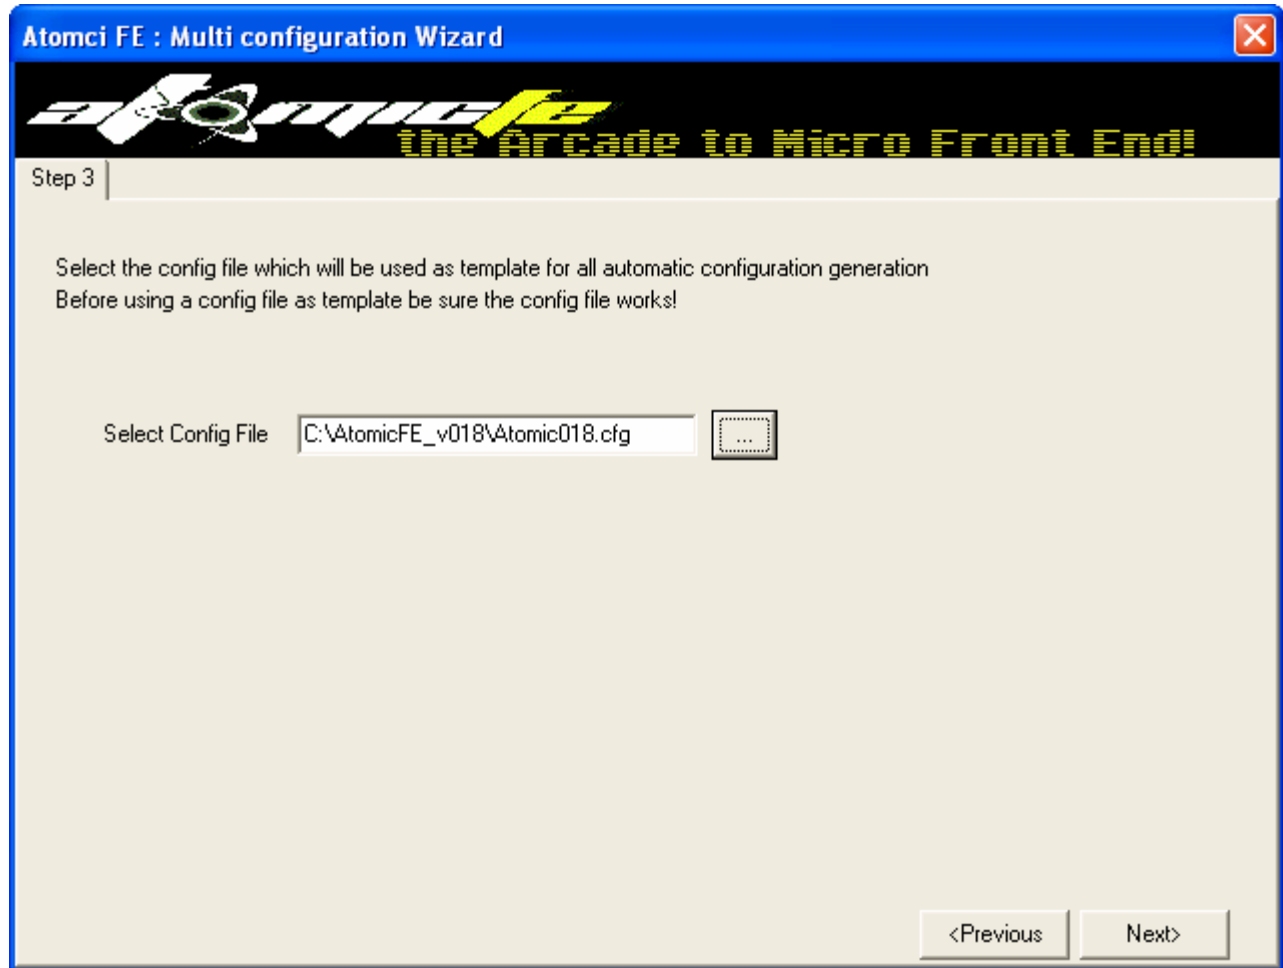 Atomci FE : Multi configuration Wizard
atomicfe
the Arcade to Micro Front End!
Step 3
Select the config file which will be used as template for all automatic configuration generation
Before using a config file as template be sure the config file works!
Select Config File C:\AtomicFE_v018\Atomic018.cfg ...
<Previous Next>